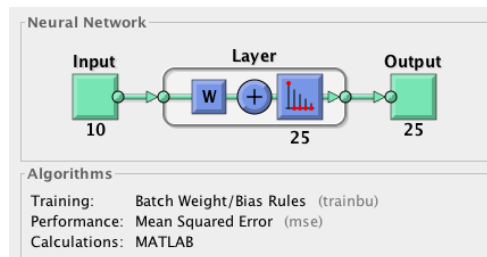 Neural Network
Input Layer Output
W +
10 25 25
Algorithms
Training: Batch Weight/Bias Rules (trainbu)
Performance: Mean Squared Error (mse)
Calculations: MATLAB